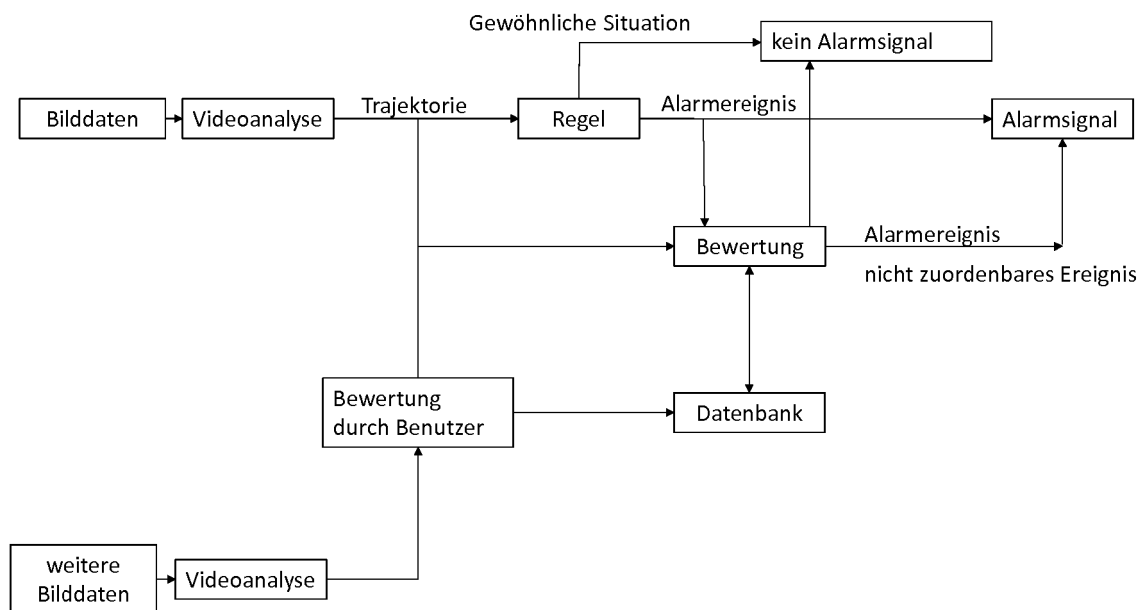 Gewöhnliche Situation
kein Alarmsignal
Bilddaten
Videoanalyse
Trajektorie
Regel
Alarmereignis
Alarmsignal
Bewertung
Alarmereignis
nicht zuordenbares Ereignis
Bewertung
durch Benutzer
Datenbank
weitere
Bilddaten
Videoanalyse